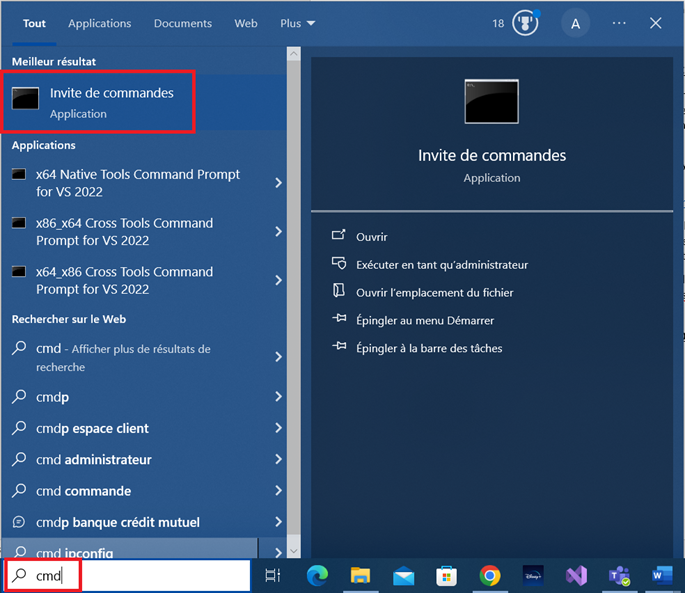 Tout Applications Documents Web Plus 18 A ···
Meilleur résultat
Invite de commandes
Application
Applications
x64 Native Tools Command Prompt
for VS 2022
x86_x64 Cross Tools Command
Prompt for VS 2022
x64_x86 Cross Tools Command
Prompt for VS 2022
Rechercher sur le Web
cmd - Afficher plus de résultats de
recherche
cmdp
cmdp espace client
cmd administrateur
cmd commande
cmdp banque crédit mutuel
cmd ipconfig
Invite de commandes
Application
Ouvrir
Exécuter en tant qu'administrateur
Ouvrir l'emplacement du fichier
Épingler au menu Démarrer
Épingler à la barre des tâches
cmd
Disney+
W